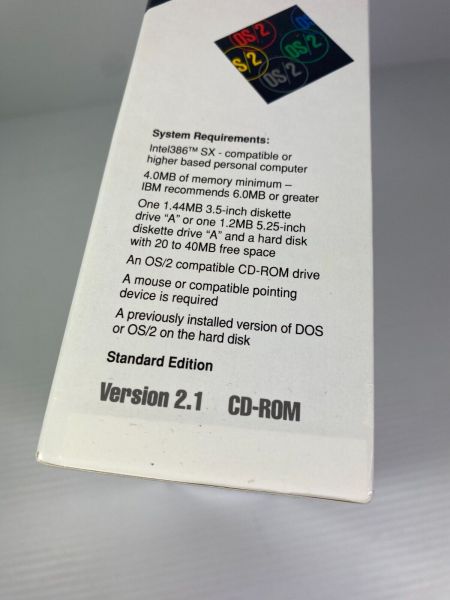 OS/2
OS/2
S/2
OS/2
OS
System Requirements:
Intel386™ SX - compatible or
higher based personal computer
4.0MB of memory minimum –
IBM recommends 6.0MB or greater
One 1.44MB 3.5-inch diskette
drive "A" or one 1.2MB 5.25-inch
diskette drive "A" and a hard disk
with 20 to 40MB free space
An OS/2 compatible CD-ROM drive
A mouse or compatible pointing
device is required
A previously installed version of DOS
or OS/2 on the hard disk
Standard Edition
Version 2.1 CD-ROM